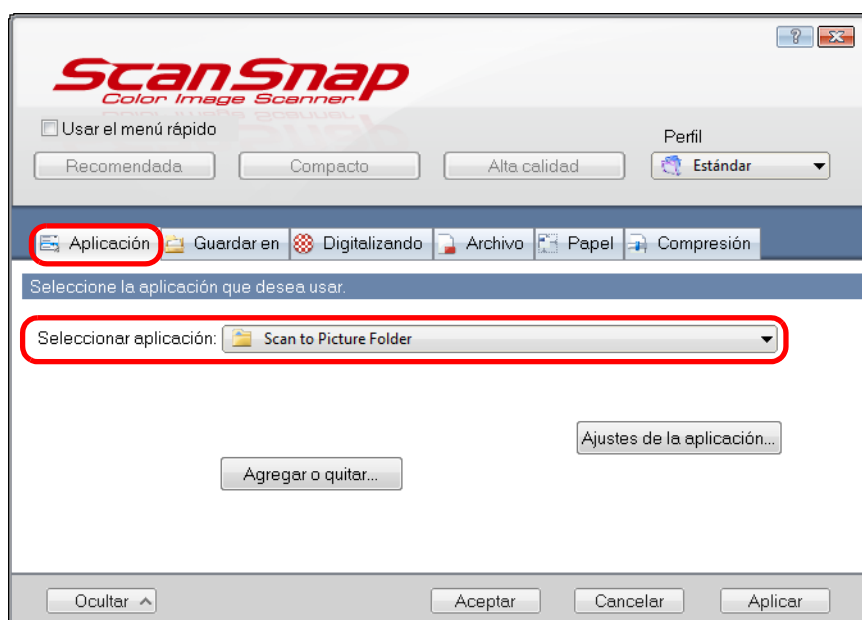 ScanSnap
Color Image Scanner
Usar el menú rápido
Perfil
Recomendada Compacto Alta calidad Estándar
Aplicación Guardar en Digitalizando Archivo Papel Compresión
Seleccione la aplicación que desea usar.
Seleccionar aplicación: Scan to Picture Folder
Ajustes de la aplicación...
Agregar o quitar...
Ocultar Aceptar Cancelar Aplicar